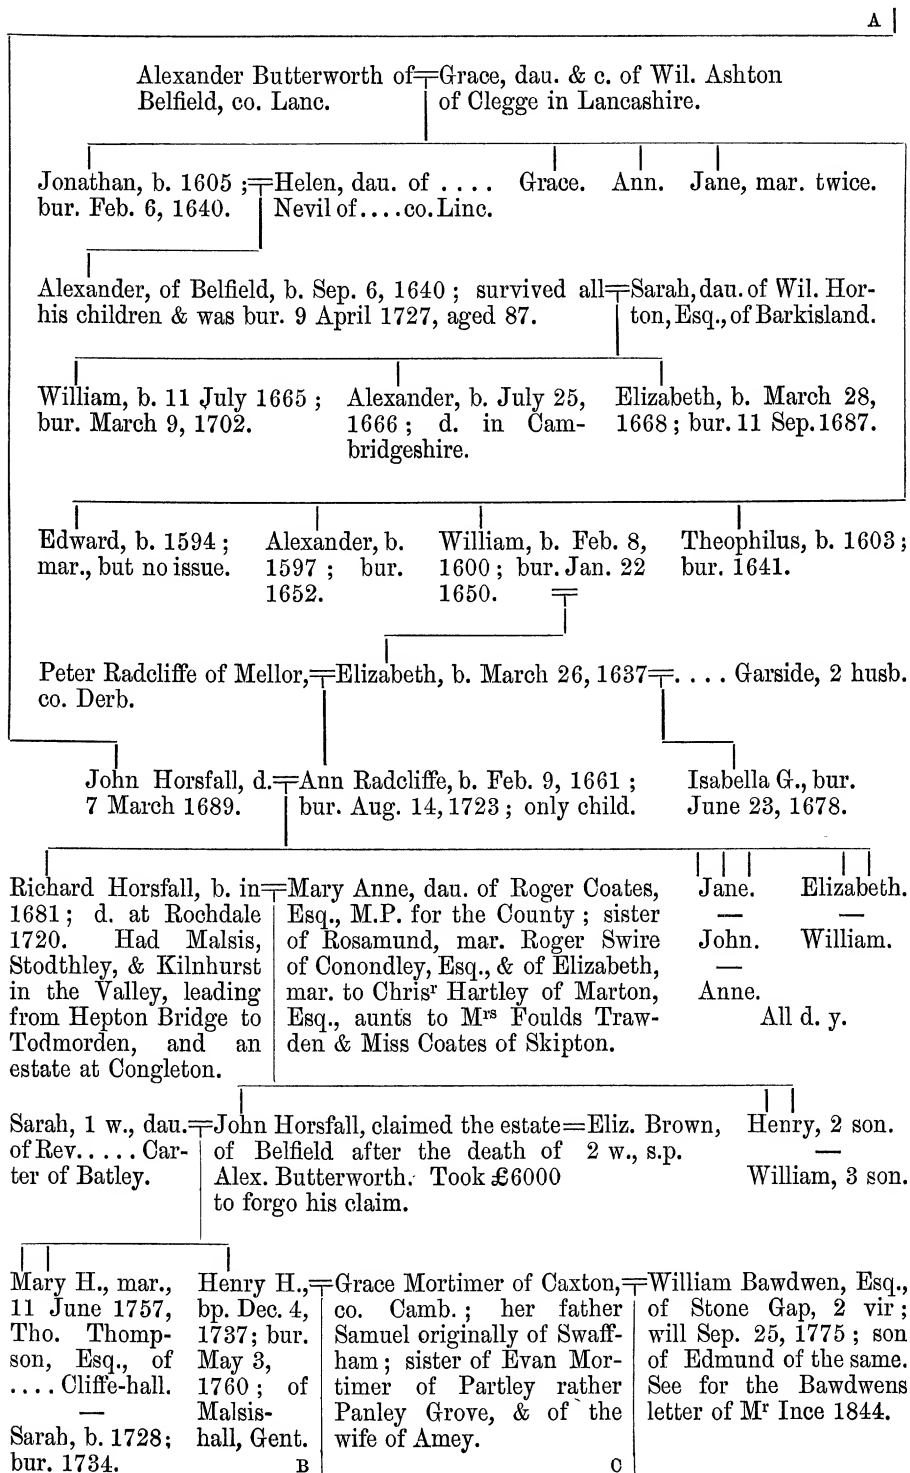 A
Alexander Butterworth of Grace, dau. & c. of Wil. Ashton
Belfield, co. Lanc. of Clegge in Lancashire.
Jonathan, b. 1605 ; Helen, dau. of . . . . Grace. Ann. Jane, mar. twice.
bur. Feb. 6, 1640. Nevil of . . . . co. Linc.
Alexander, of Belfield, b. Sep. 6, 1640 ; survived all Sarah, dau. of Wil. Hor-
his children & was bur. 9 April 1727, aged 87. ton, Esq., of Barkisland.
William, b. 11 July 1665 ; Alexander, b. July 25, Elizabeth, b. March 28,
bur. March 9, 1702. 1666 ; d. in Cam- 1668 ; bur. 11 Sep. 1687.
bridgeshire.
Edward, b. 1594 ; Alexander, b. William, b. Feb. 8, Theophilus, b. 1603 ;
mar., but no issue. 1597 ; bur. 1600 ; bur. Jan. 22 bur. 1641.
1652. 1650.
Peter Radcliffe of Mellor, Elizabeth, b. March 26, 1637 . . . . Garside, 2 husb.
co. Derb.
John Horsfall, d. Ann Radcliffe, b. Feb. 9, 1661 ; Isabella G., bur.
7 March 1689. bur. Aug. 14, 1723 ; only child. June 23, 1678.
Richard Horsfall, b. in Mary Anne, dau. of Roger Coates, Jane. Elizabeth.
1681 ; d. at Rochdale Esq., M.P. for the County ; sister — —
1720. Had Malsis, of Rosamund, mar. Roger Swire John. William.
Stodthley, & Kilnhurst of Conondley, Esq., & of Elizabeth, —
in the Valley, leading mar. to Chrisr Hartley of Marton, Anne.
from Hepton Bridge to Esq., aunts to Mrs Foulds Traw- All d. y.
Todmorden, and an den & Miss Coates of Skipton.
estate at Congleton.
Sarah, 1 w., dau. John Horsfall, claimed the estate = Eliz. Brown, Henry, 2 son.
of Rev. . . . . Car- of Belfield after the death of 2 w., s.p. —
ter of Batley. Alex. Butterworth. Took £6000 William, 3 son.
to forgo his claim.
Mary H., mar., Henry H., Grace Mortimer of Caxton, William Bawdwen, Esq.,
11 June 1757, bp. Dec. 4, co. Camb. ; her father of Stone Gap, 2 vir ;
Tho. Thomp- 1737 ; bur. Samuel originally of Swaff- will Sep. 25, 1775 ; son
son, Esq., of May 3, ham ; sister of Evan Mor- of Edmund of the same.
. . . . Cliffe-hall. 1760 ; of timer of Partley rather See for the Bawdwens
— Malsis- Panley Grove, & of the letter of Mr Ince 1844.
Sarah, b. 1728 ; hall, Gent. wife of Amey.
bur. 1734. B C